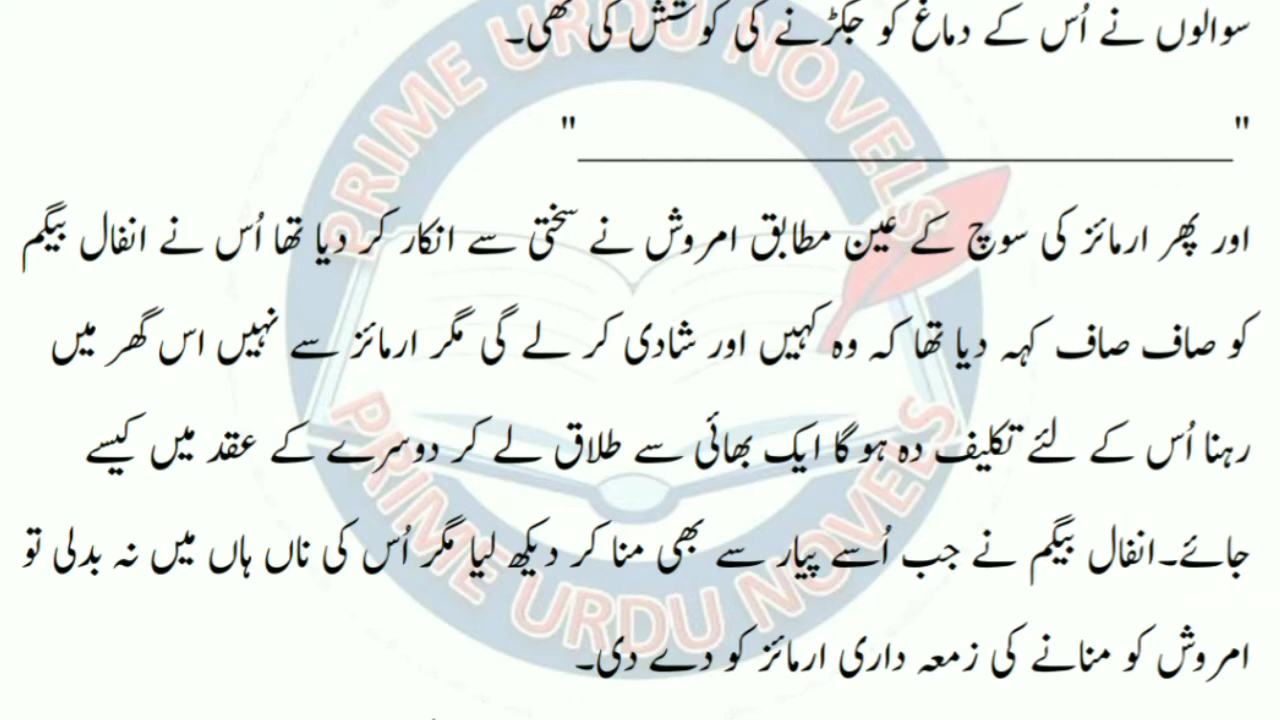 سوالوں نے اُس کے دماغ کو جکڑنے کی کوشش کی تھی۔
"_______________________________"
اور پھر ارمائز کی سوچ کے عین مطابق امروش نے سختی سے انکار کر دیا تھا اُس نے انفال بیگم
کو صاف صاف کہہ دیا تھا کہ وہ کہیں اور شادی کر لے گی مگر ارمائز سے نہیں اس گھر میں
رہنا اُس کے لئے تکلیف دہ ہو گا ایک بھائی سے طلاق لے کر دوسرے کے عقد میں کیسے
جائے۔انفال بیگم نے جب اُسے پیار سے بھی منا کر دیکھ لیا مگر اُس کی ناں ہاں میں نہ بدلی تو
امروش کو منانے کی زمعہ داری ارمائز کو دے دی۔
PRIME URDU NOVELS
PRIME URDU NOVELS